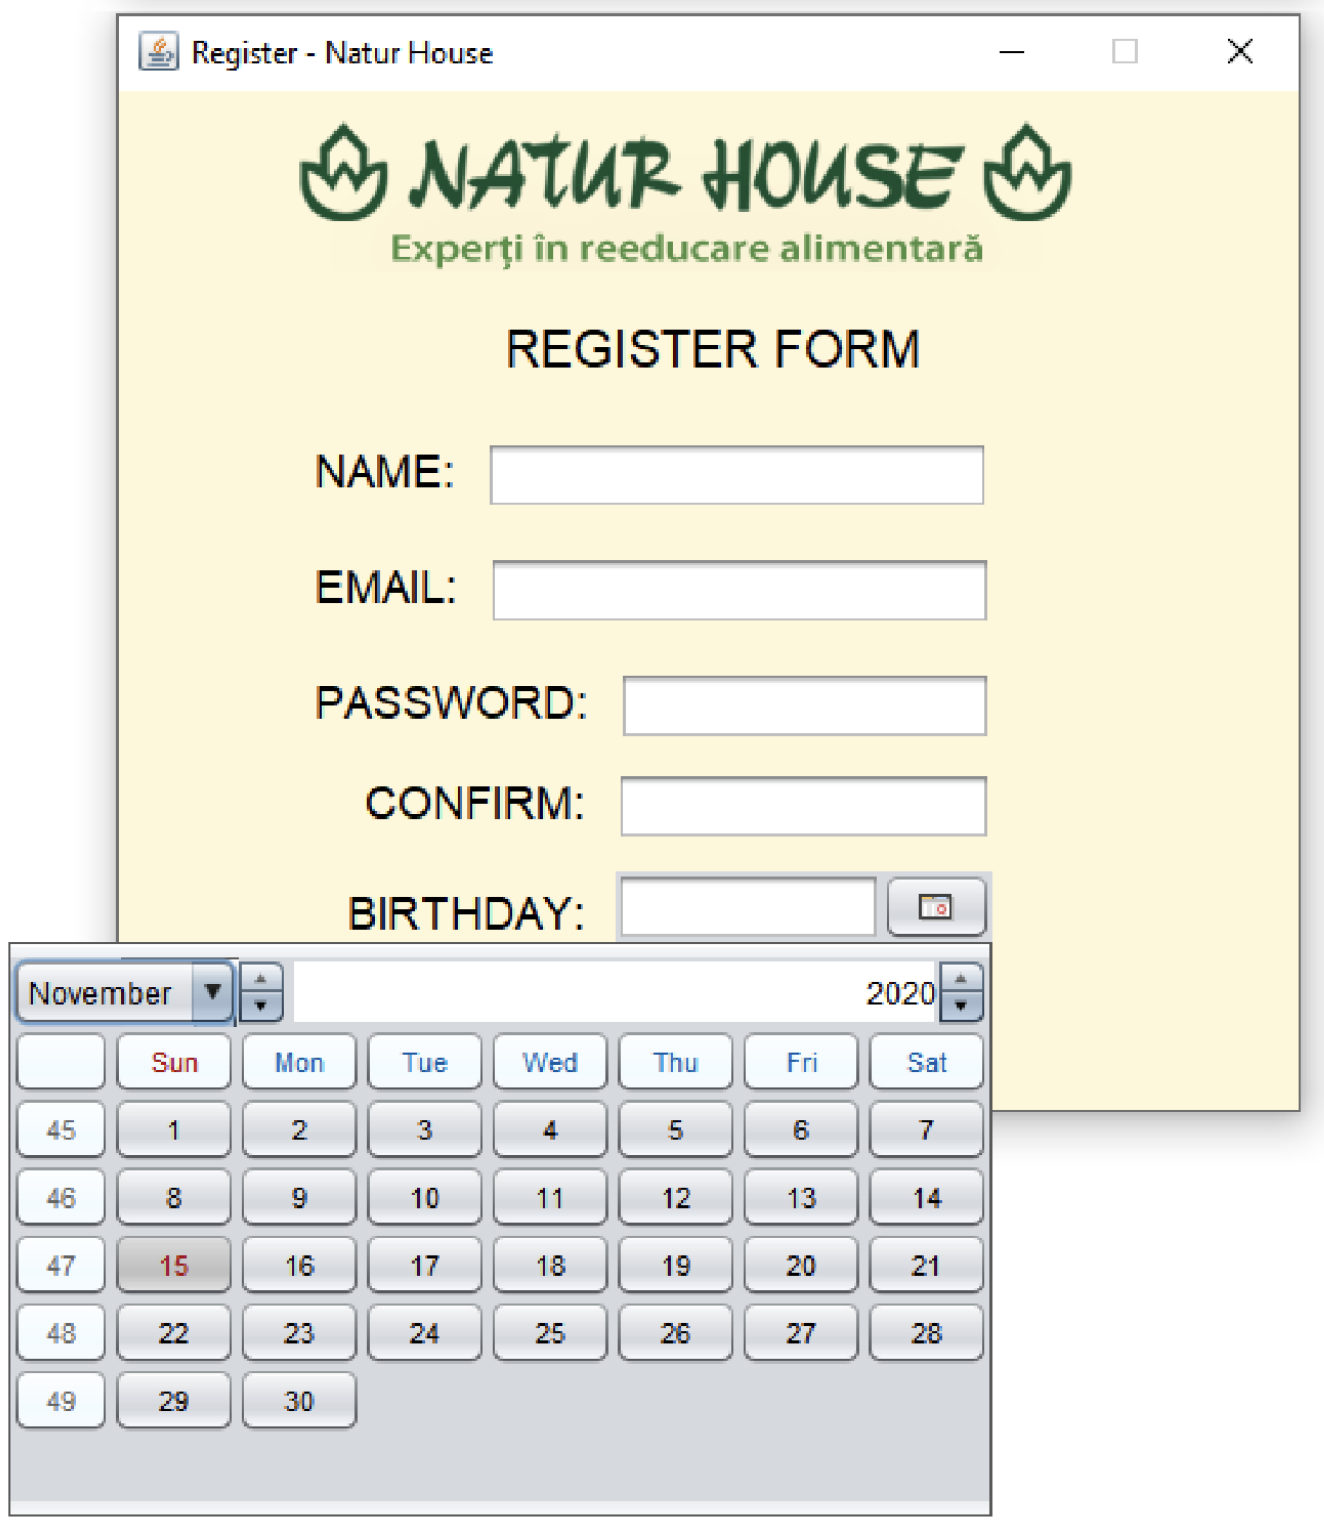 Register - Natur House
NATUR HOUSE
Experți în reeducare alimentară
REGISTER FORM
NAME:
EMAIL:
PASSWORD:
CONFIRM:
BIRTHDAY:
November 2020
Sun Mon Tue Wed Thu Fri Sat
45 1 2 3 4 5 6 7
46 8 9 10 11 12 13 14
47 15 16 17 18 19 20 21
48 22 23 24 25 26 27 28
49 29 30